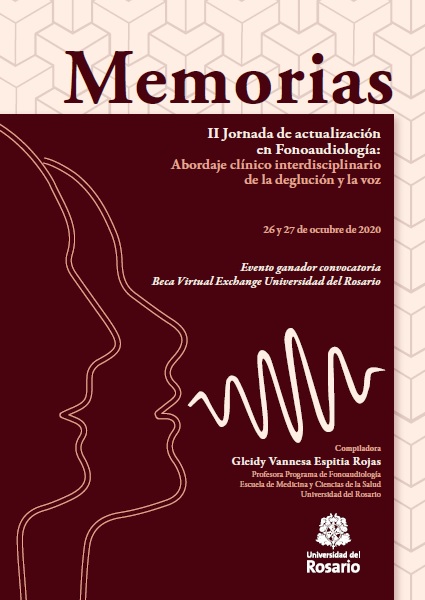 Memorias
II Jornada de actualización
en Fonoaudiología:
Abordaje clínico interdisciplinario
de la deglución y la voz
26 y 27 de octubre de 2020
Evento ganador convocatoria
Beca Virtual Exchange Universidad del Rosario
Compiladora
Gleidy Vannesa Espitia Rojas
Profesora Programa de Fonoaudiología
Escuela de Medicina y Ciencias de la Salud
Universidad del Rosario
Universidad del
Rosario